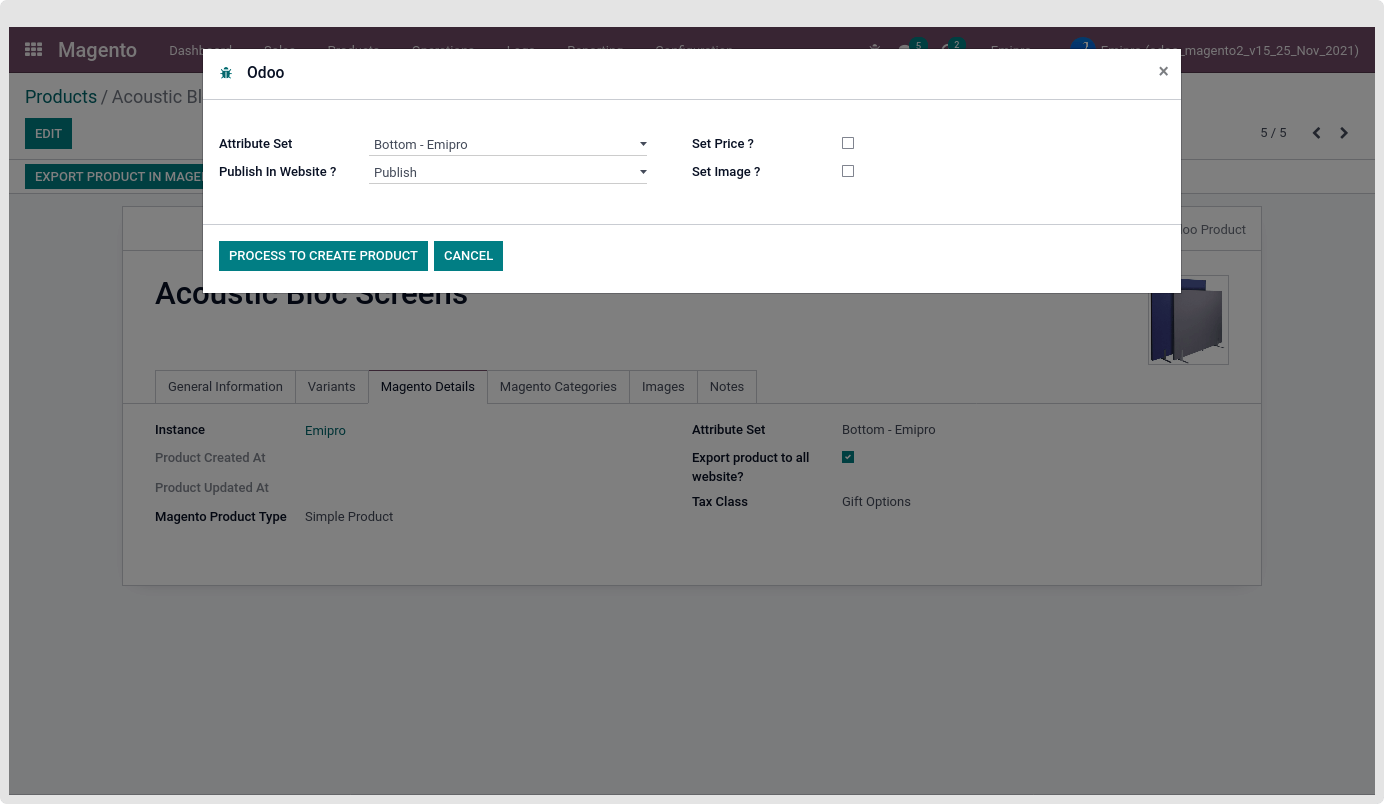 Magento Dashboard Sales Products Operations Logs Reporting Configuration 5 2 Emipro Emipro (odoo_magento2_v15_25_Nov_2021)
Odoo ×
Products / Acoustic Bl
EDIT
5 / 5
Attribute Set Bottom - Emipro Set Price ?
Publish In Website ? Publish Set Image ?
EXPORT PRODUCT IN MAGE
oo Product
PROCESS TO CREATE PRODUCT CANCEL
Acoustic Bloc Screens
General Information Variants Magento Details Magento Categories Images Notes
Instance Emipro Attribute Set Bottom - Emipro
Product Created At Export product to all
website?
Product Updated At
Tax Class Gift Options
Magento Product Type Simple Product